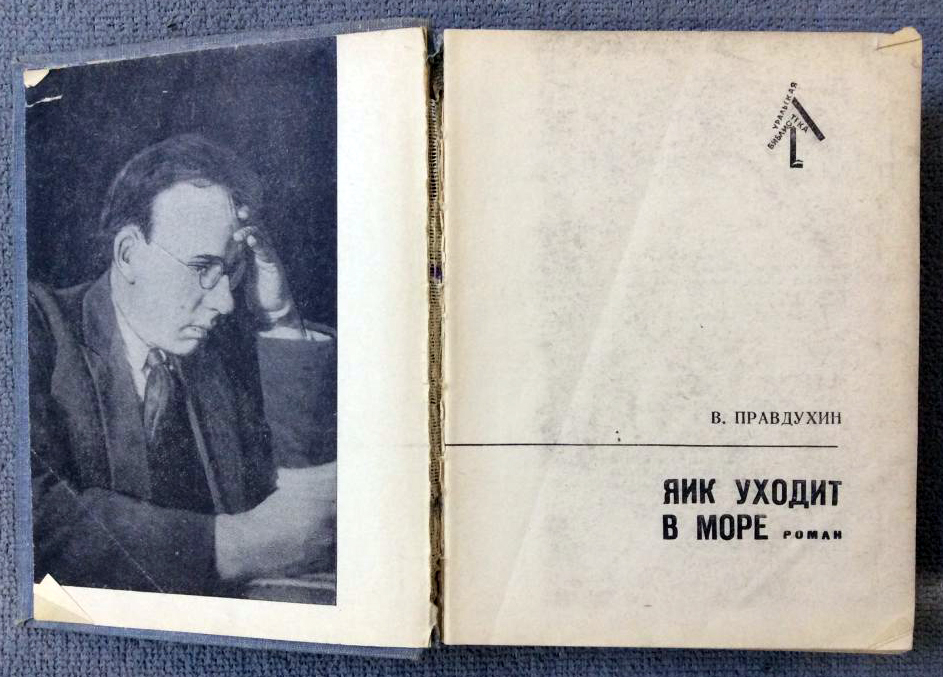 УРАЛЬСКАЯ
БИБЛИОТЕКА
В. ПРАВДУХИН
ЯИК УХОДИТ
В МОРЕ РОМАН